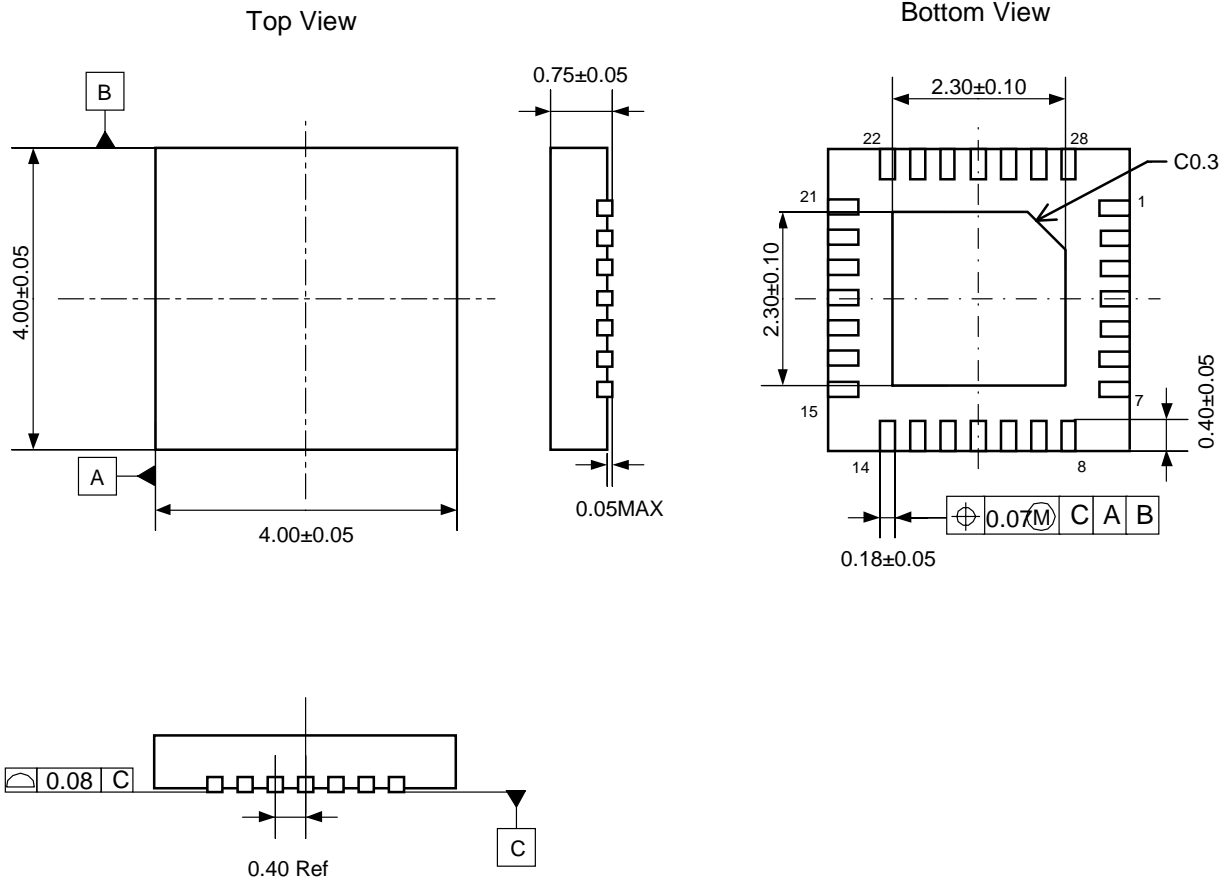 Top View
Bottom View
0.75±0.05
2.30±0.10
B
22
28
C0.3
21
1
4.00±0.05
2.30±0.10
15
7
0.40±0.05
A
14
8
0.05MAX
0.07Ⓜ C A B
4.00±0.05
0.18±0.05
0.08 C
C
0.40 Ref